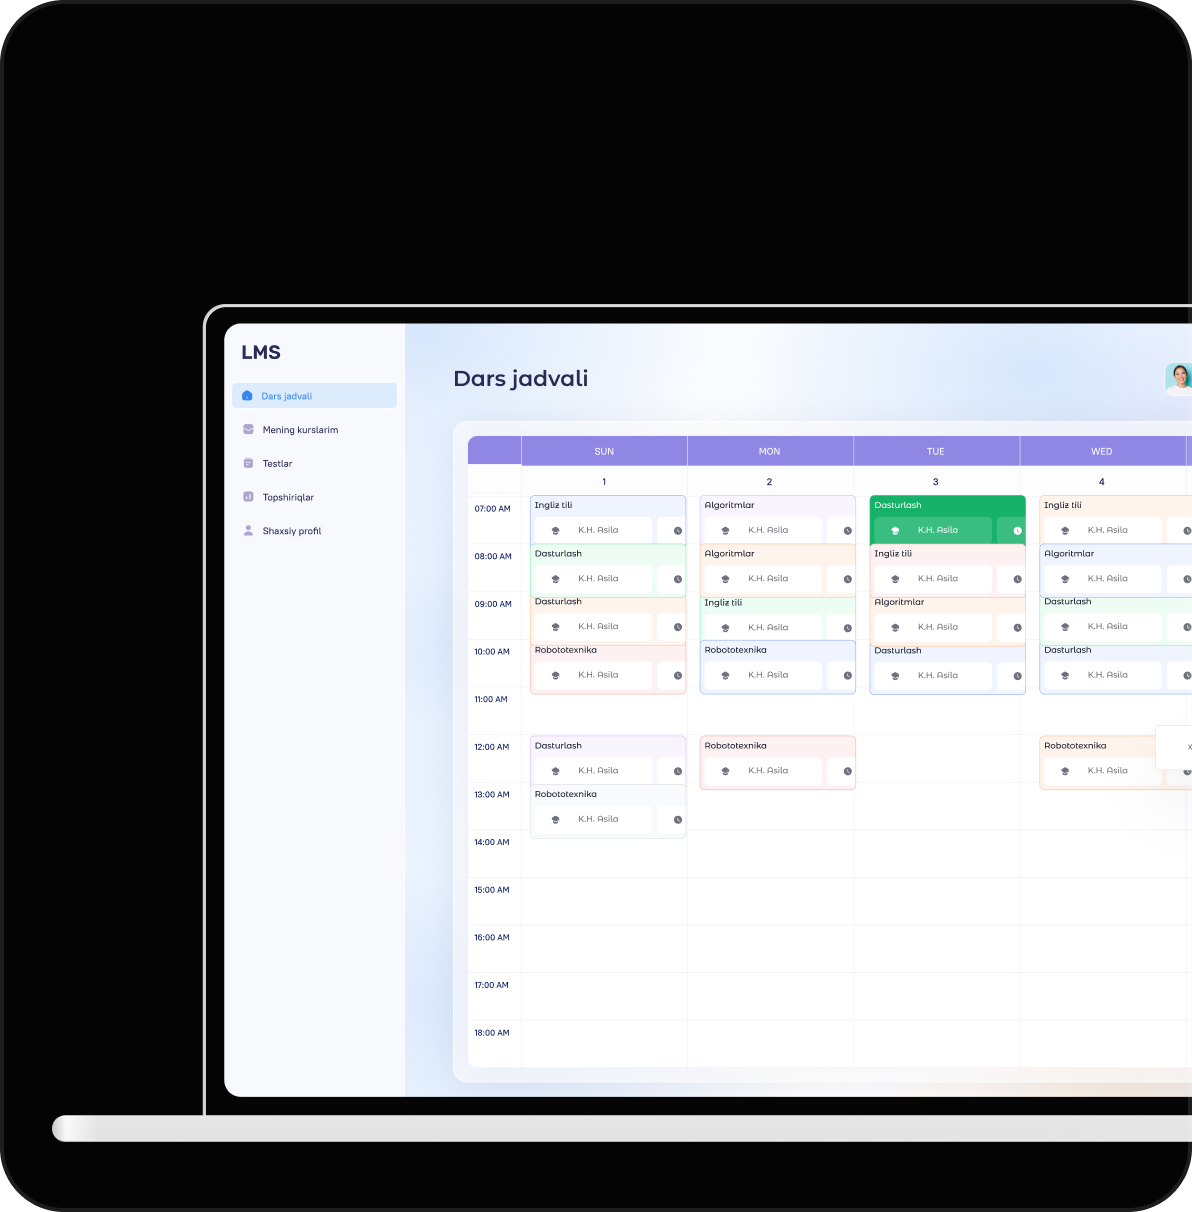 LMS
Dars jadvali
Mening kurslarim
Testlar
Topshiriqlar
Shaxsiy profil
Dars jadvali
SUN MON TUE WED
1 2 3 4
07:00 AM
Ingliz tili Algoritmlar Dasturlash Ingliz tili
K.H. Asila K.H. Asila K.H. Asila K.H. Asila
08:00 AM
Dasturlash Algoritmlar Ingliz tili Algoritmlar
K.H. Asila K.H. Asila K.H. Asila K.H. Asila
09:00 AM
Dasturlash Ingliz tili Algoritmlar Dasturlash
K.H. Asila K.H. Asila K.H. Asila K.H. Asila
10:00 AM
Robototexnika Robototexnika Dasturlash Dasturlash
K.H. Asila K.H. Asila K.H. Asila K.H. Asila
11:00 AM
12:00 AM
Dasturlash Robototexnika Robototexnika
K.H. Asila K.H. Asila K.H. Asila
13:00 AM
Robototexnika
K.H. Asila
14:00 AM
15:00 AM
16:00 AM
17:00 AM
18:00 AM